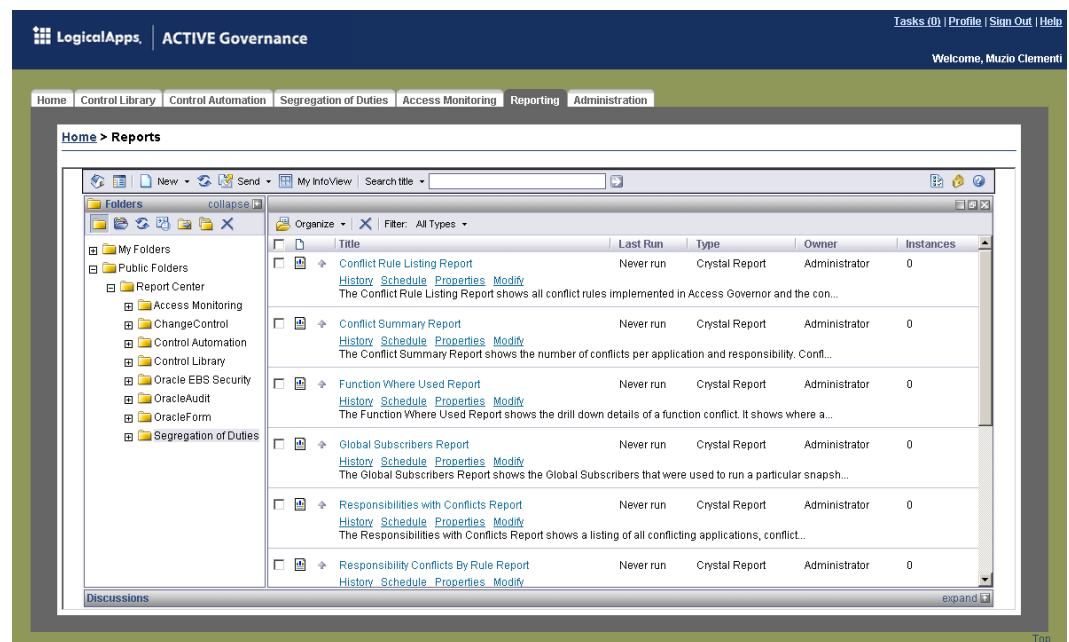 Tasks (0) | Profile | Sign Out | Help
LogicalApps. ACTIVE Governance
Welcome, Muzio Clementi
Home Control Library Control Automation Segregation of Duties Access Monitoring Reporting Administration
Home > Reports
New Send My InfoView Search title
Folders collapse
Organize Filter: All Types
Title Last Run Type Owner Instances
My Folders
Public Folders
Report Center
Access Monitoring
ChangeControl
Control Automation
Control Library
Oracle EBS Security
OracleAudit
OracleForm
Segregation of Duties
Conflict Rule Listing Report Never run Crystal Report Administrator 0
History Schedule Properties Modify
The Conflict Rule Listing Report shows all conflict rules implemented in Access Governor and the con...
Conflict Summary Report Never run Crystal Report Administrator 0
History Schedule Properties Modify
The Conflict Summary Report shows the number of conflicts per application and responsibility. Confl...
Function Where Used Report Never run Crystal Report Administrator 0
History Schedule Properties Modify
The Function Where Used Report shows the drill down details of a function conflict. It shows where a...
Global Subscribers Report Never run Crystal Report Administrator 0
History Schedule Properties Modify
The Global Subscribers Report shows the Global Subscribers that were used to run a particular snapsh...
Responsibilities with Conflicts Report Never run Crystal Report Administrator 0
History Schedule Properties Modify
The Responsibilities with Conflicts Report shows a listing of all conflicting applications, conflict...
Responsibility Conflicts By Rule Report Never run Crystal Report Administrator 0
History Schedule Properties Modify
Discussions expand
Top